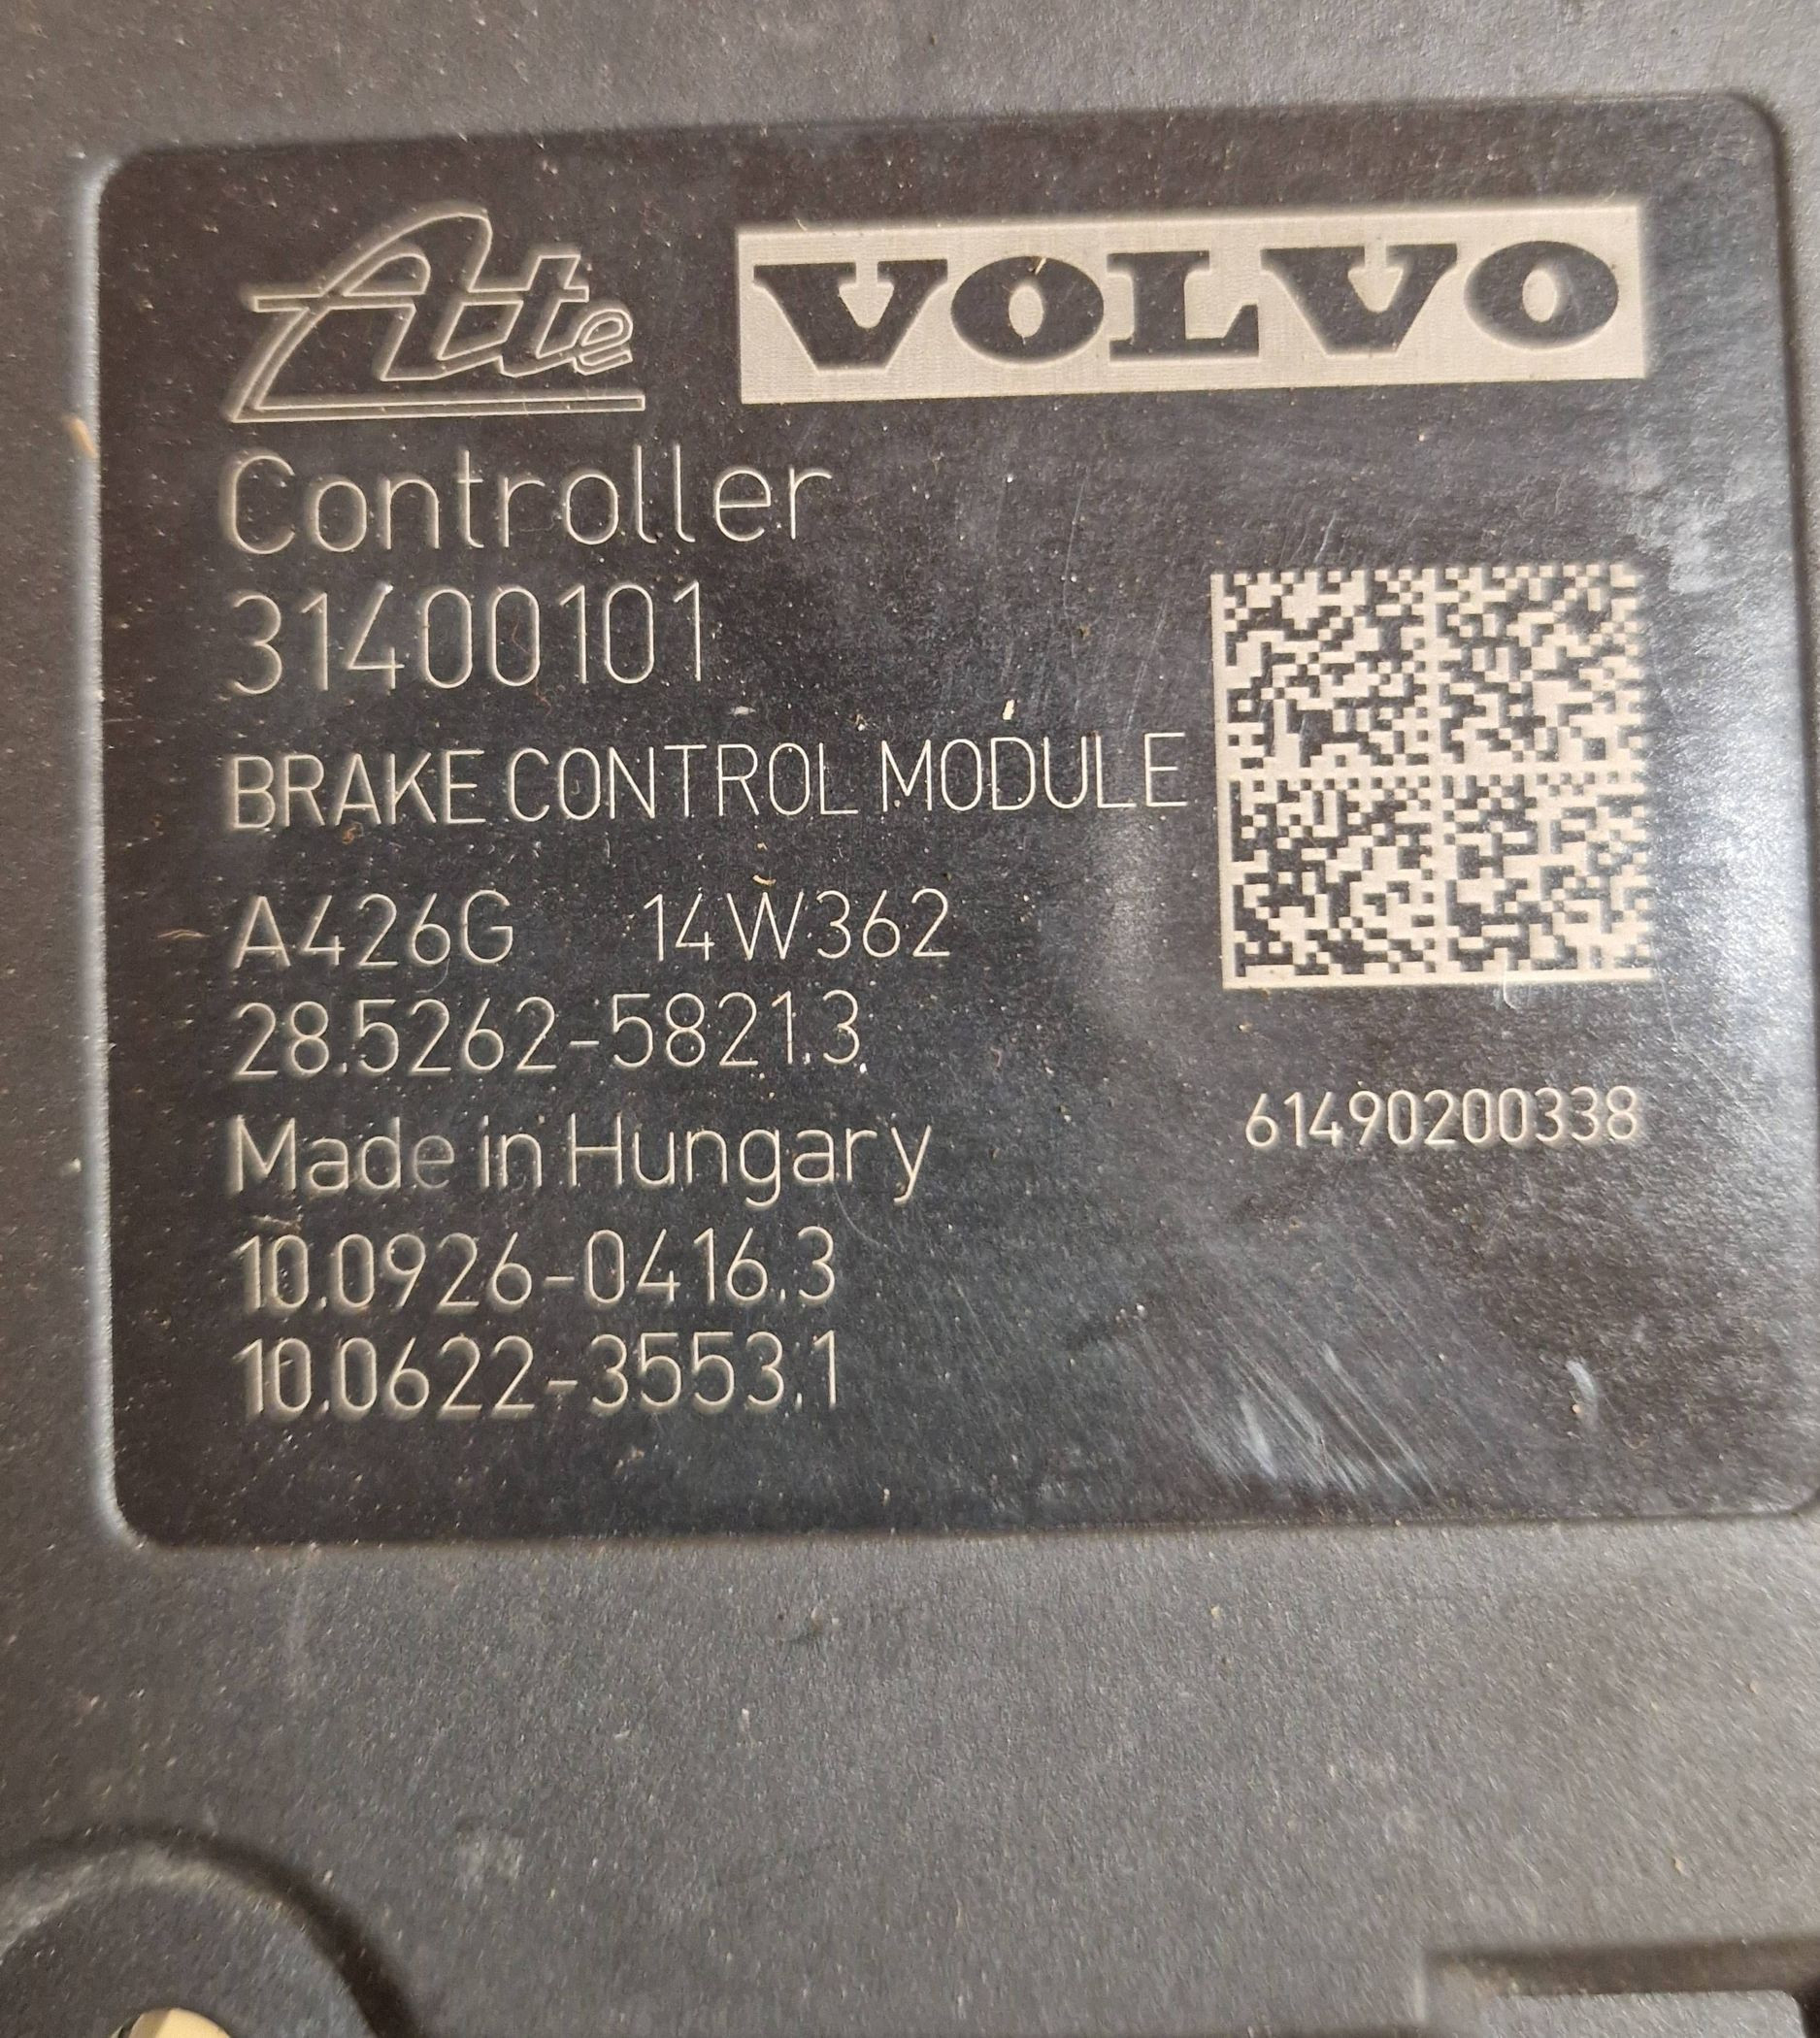 Ate VOLVO
Controller
31400101
BRAKE CONTROL MODULE
A426G 14W362
28.5262-5821.3
Made in Hungary
61490200338
10.0926-0416.3
10.0622-3553.1